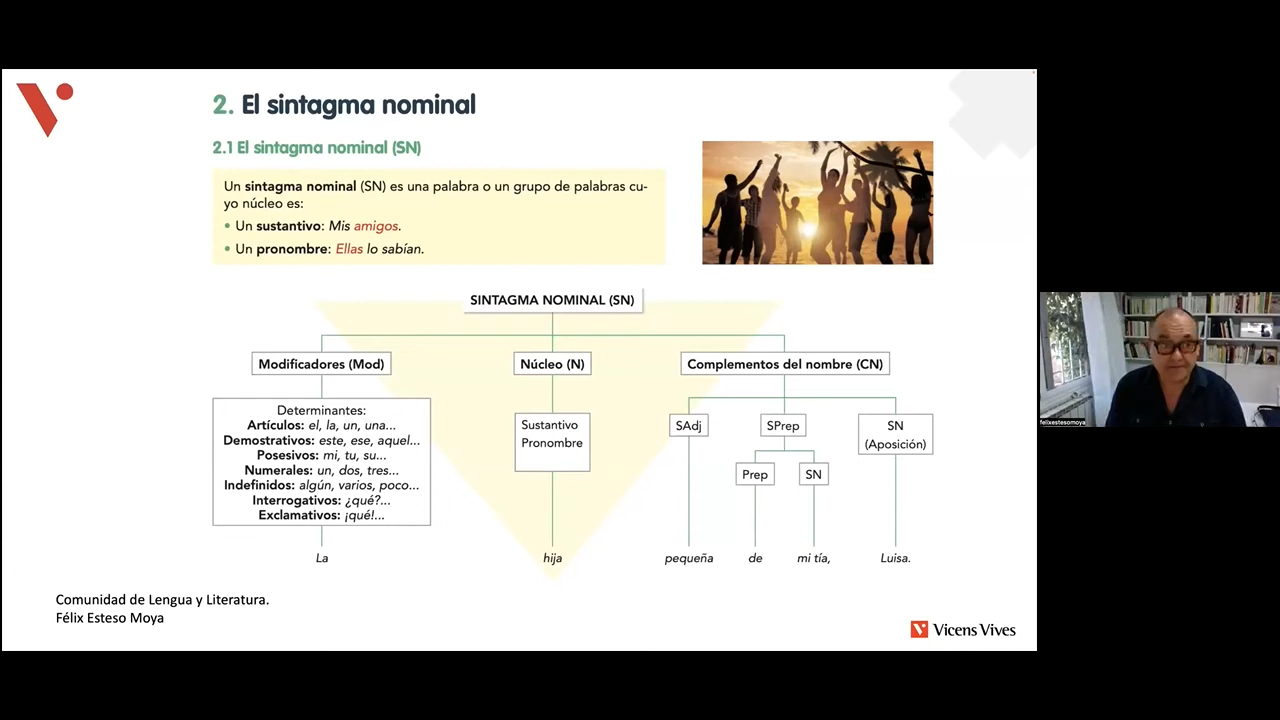 2. El sintagma nominal
2.1 El sintagma nominal (SN)
Un sintagma nominal (SN) es una palabra o un grupo de palabras cu-
yo núcleo es:
• Un sustantivo: Mis amigos.
• Un pronombre: Ellas lo sabían.
SINTAGMA NOMINAL (SN)
Modificadores (Mod)
Núcleo (N)
Complementos del nombre (CN)
Determinantes:
Artículos: el, la, un, una...
Demostrativos: este, ese, aquel...
Posesivos: mi, tu, su...
Numerales: un, dos, tres...
Indefinidos: algún, varios, poco...
Interrogativos: ¿qué?...
Exclamativos: ¡qué!...
Sustantivo
Pronombre
SAdj
SPrep
SN
(Aposición)
Prep
SN
La
hija
pequeña
de
mi tía,
Luisa.
Comunidad de Lengua y Literatura.
Félix Esteso Moya
Vicens Vives
felixestesomoya